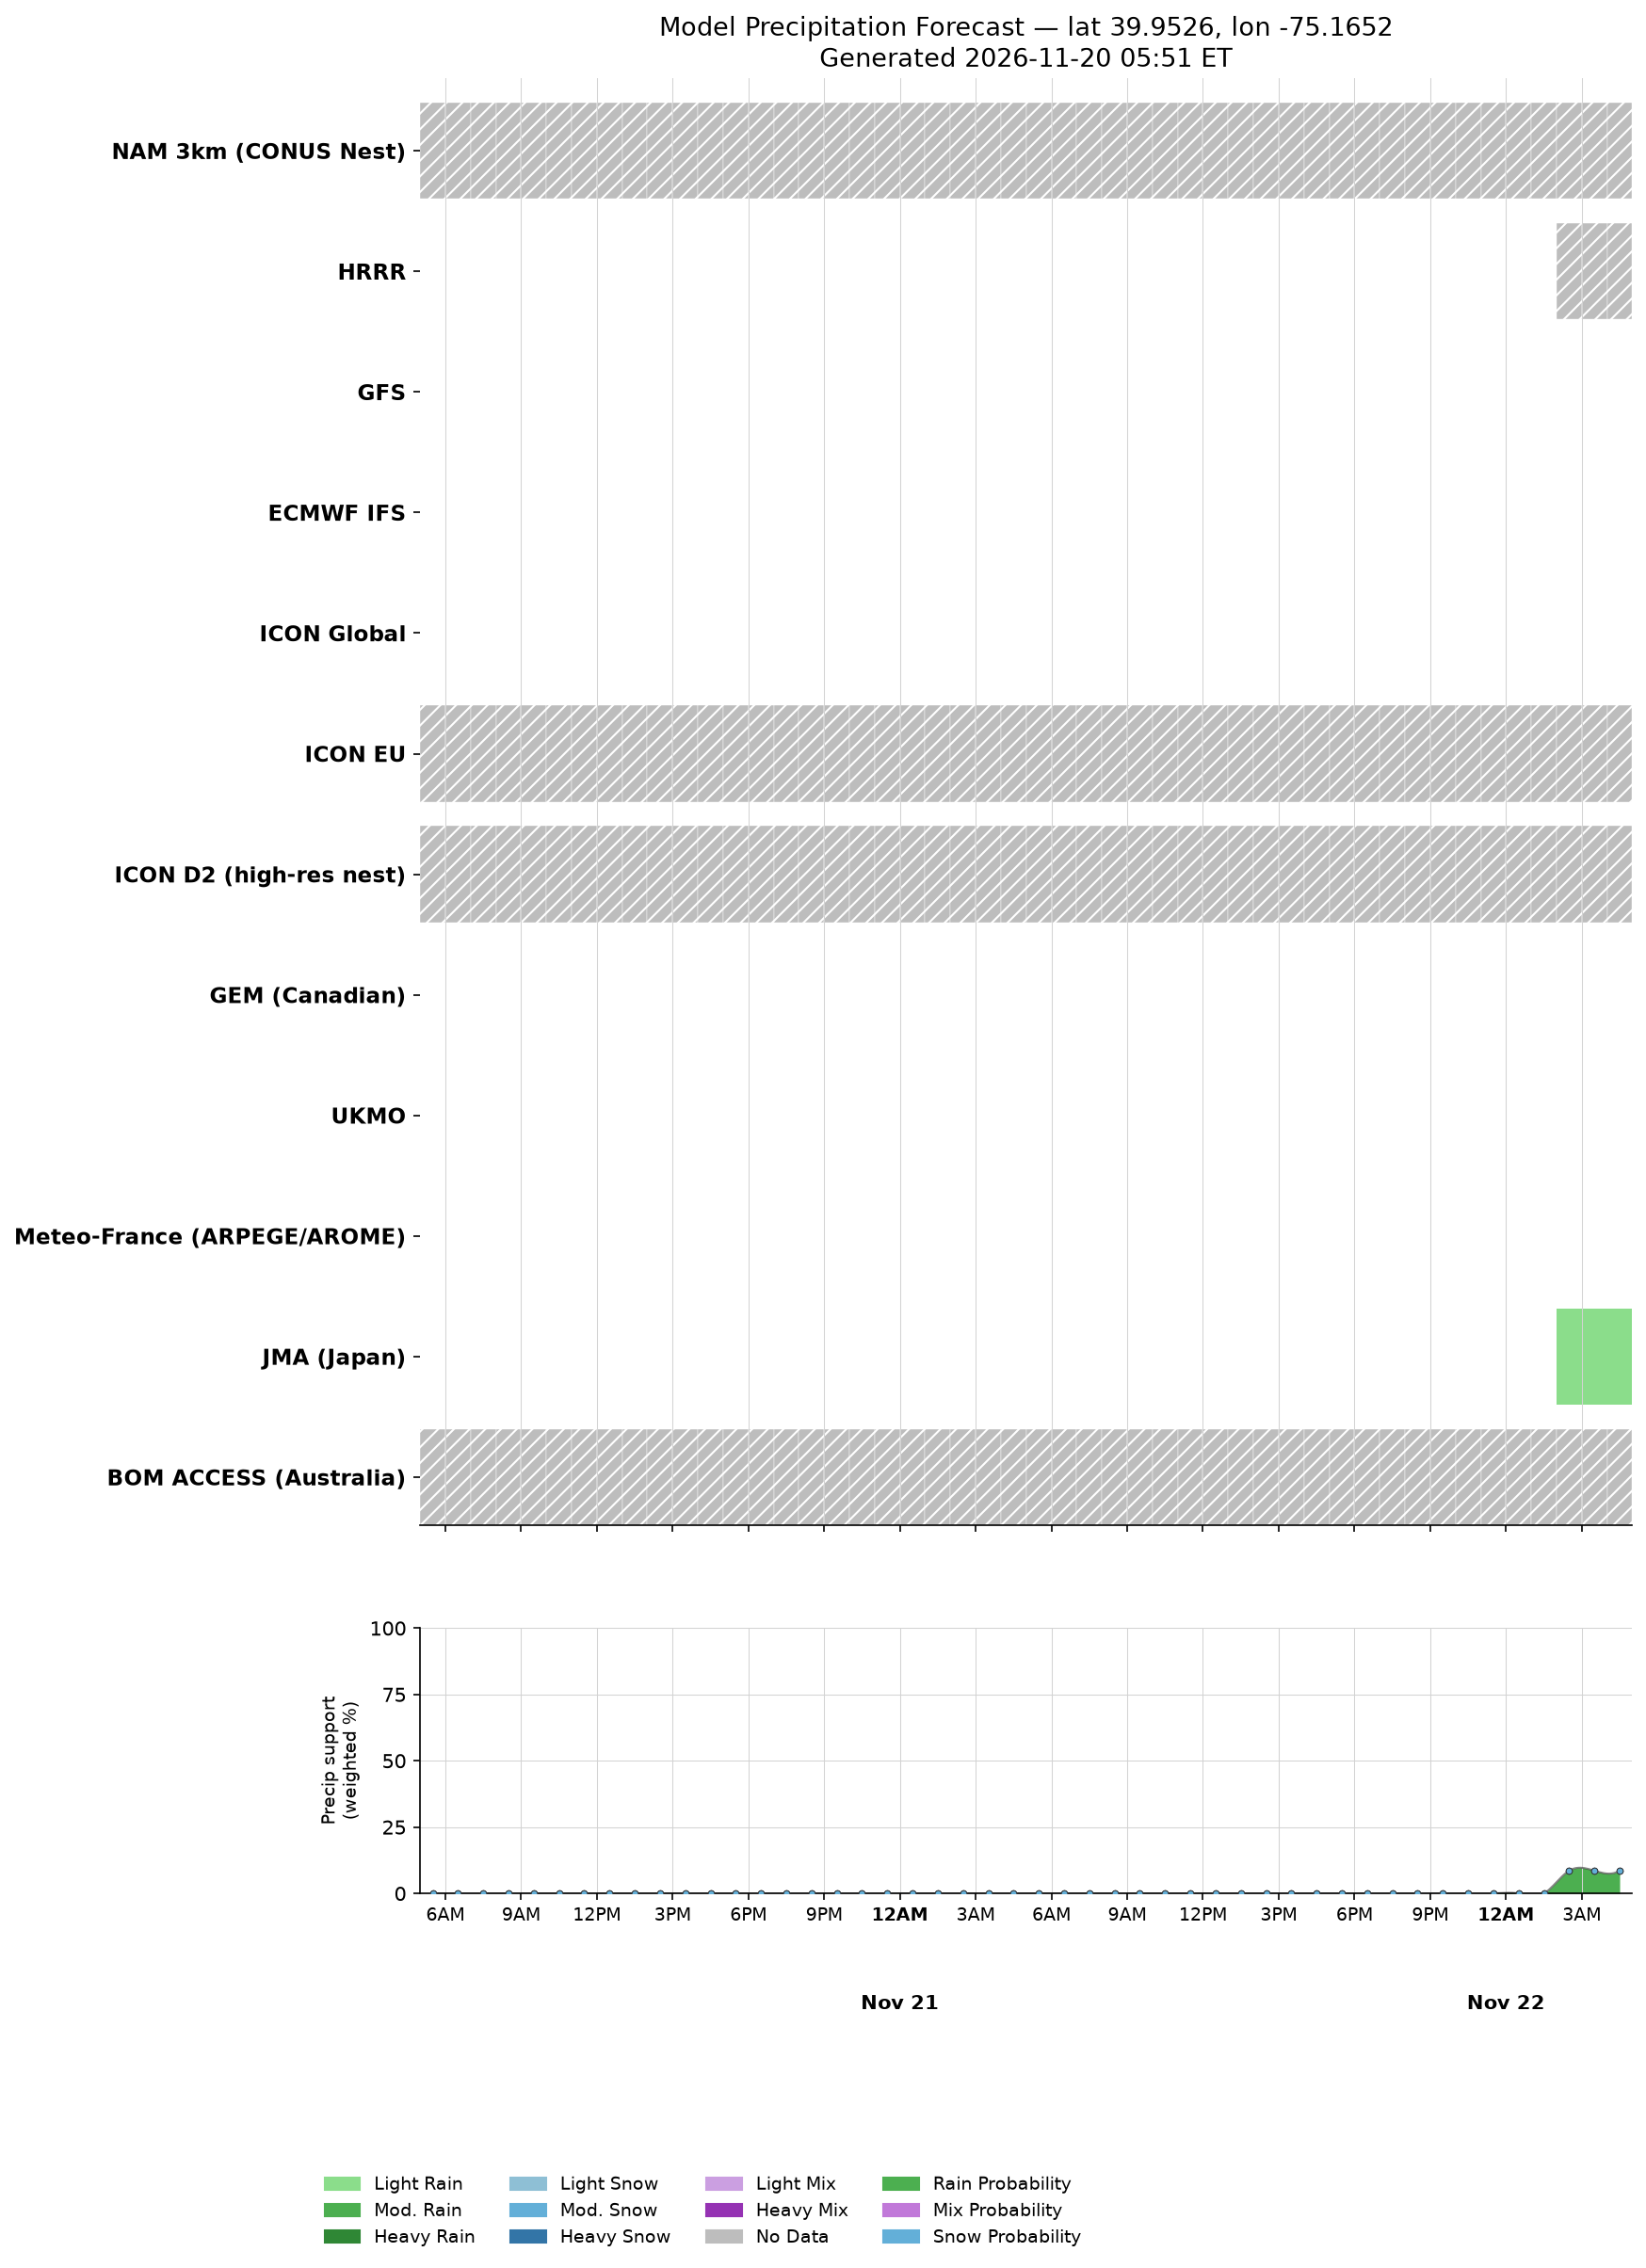 Model Precipitation Forecast — lat 39.9526, lon -75.1652
Generated 2026-11-20 05:51 ET
NAM 3km (CONUS Nest)
HRRR
GFS
ECMWF IFS
ICON Global
ICON EU
ICON D2 (high-res nest)
GEM (Canadian)
UKMO
Meteo-France (ARPEGE/AROME)
JMA (Japan)
BOM ACCESS (Australia)
Precip support
(weighted %)
100
75
50
25
0
6AM 9AM 12PM 3PM 6PM 9PM 12AM 3AM 6AM 9AM 12PM 3PM 6PM 9PM 12AM 3AM
Nov 21 Nov 22
Light Rain Light Snow Light Mix Rain Probability
Mod. Rain Mod. Snow Heavy Mix Mix Probability
Heavy Rain Heavy Snow No Data Snow Probability